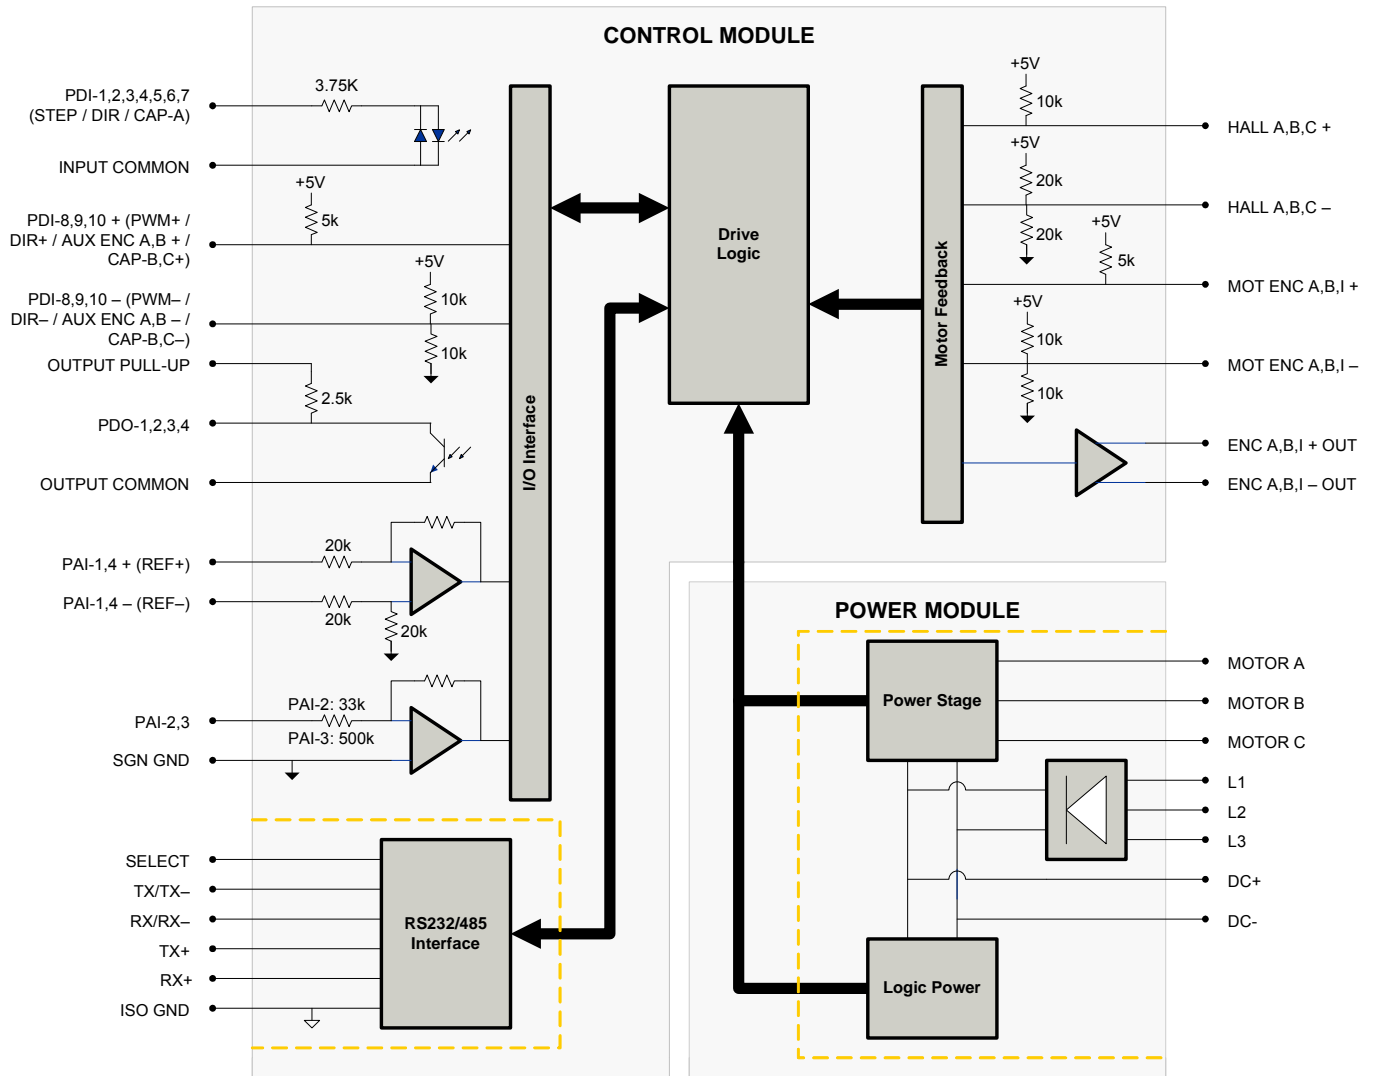 CONTROL MODULE
PDI-1,2,3,4,5,6,7
(STEP / DIR / CAP-A)
3.75K
INPUT COMMON
+5V
5k
PDI-8,9,10 + (PWM+ /
DIR+ / AUX ENC A,B + /
CAP-B,C+)
+5V
10k
10k
PDI-8,9,10 – (PWM– /
DIR– / AUX ENC A,B – /
CAP-B,C–)
OUTPUT PULL-UP
2.5k
PDO-1,2,3,4
OUTPUT COMMON
PAI-1,4 + (REF+)
20k
PAI-1,4 – (REF–)
20k
20k
PAI-2,3
PAI-2: 33k
PAI-3: 500k
SGN GND
I/O Interface
Drive
Logic
Motor Feedback
+5V
10k
HALL A,B,C +
+5V
20k
20k
HALL A,B,C –
+5V
5k
MOT ENC A,B,I +
+5V
10k
10k
MOT ENC A,B,I –
ENC A,B,I + OUT
ENC A,B,I – OUT
SELECT
TX/TX–
RX/RX–
TX+
RX+
ISO GND
RS232/485
Interface
POWER MODULE
Power Stage
MOTOR A
MOTOR B
MOTOR C
L1
L2
L3
DC+
DC-
Logic Power